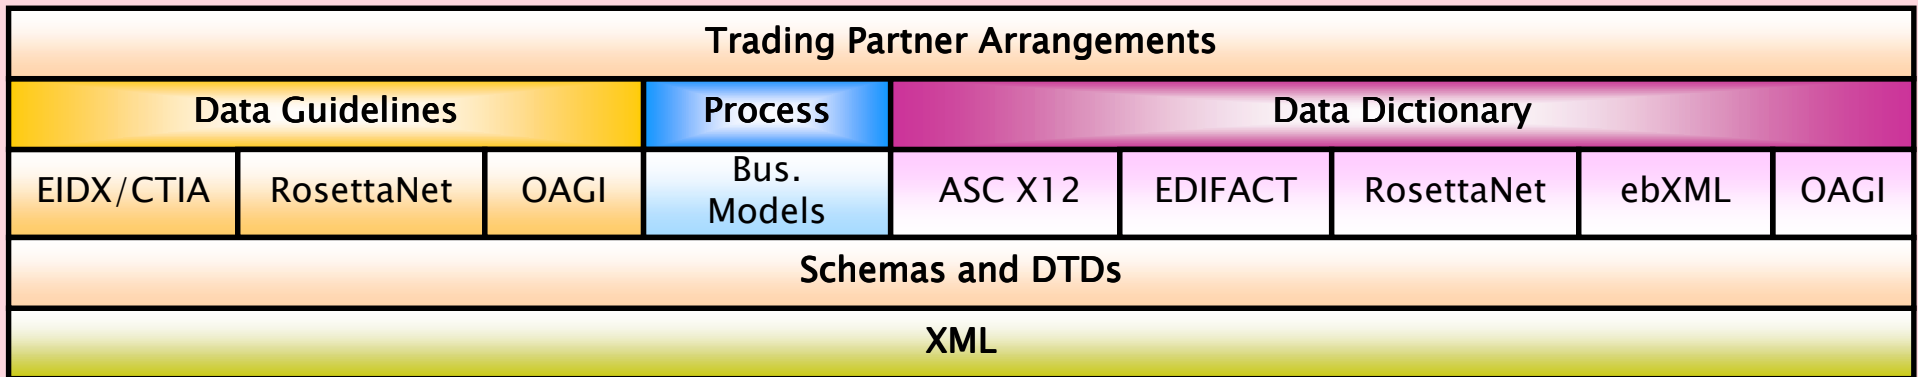 Trading Partner Arrangements
Data Guidelines Process Data Dictionary
EIDX/CTIA RosettaNet OAGI Bus. Models ASC X12 EDIFACT RosettaNet ebXML OAGI
Schemas and DTDs
XML